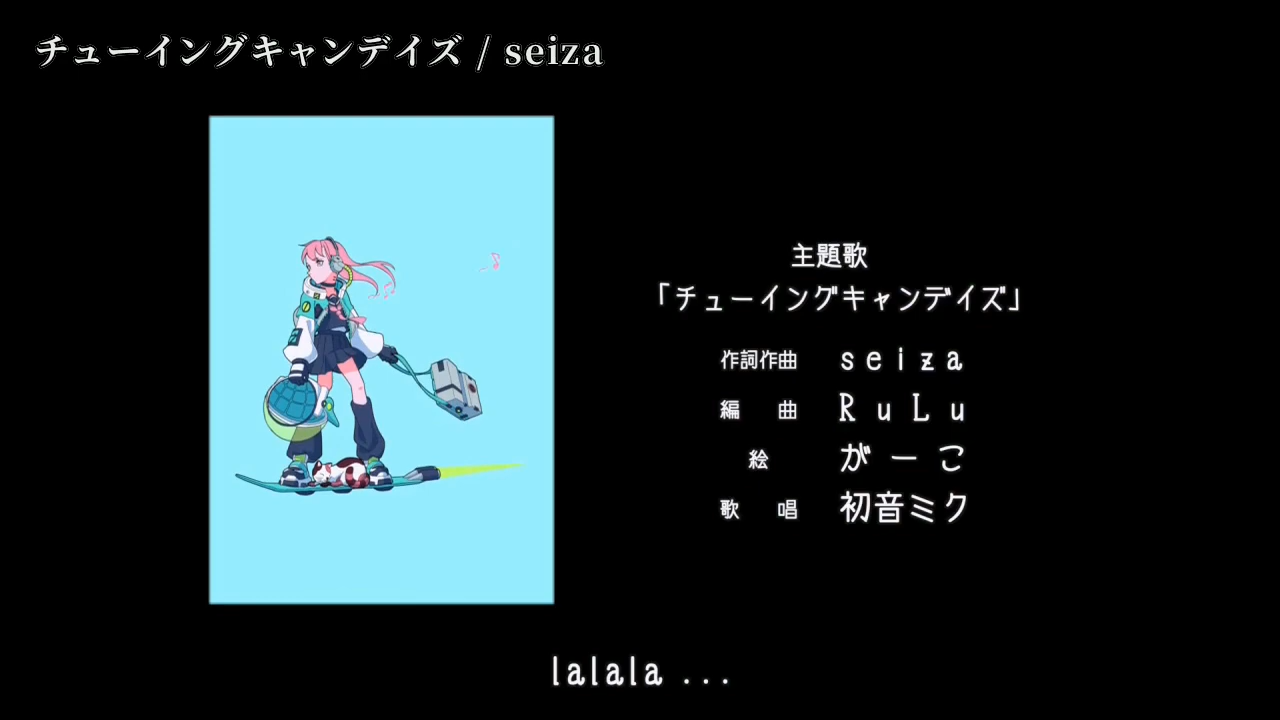 チューイングキャンデイズ / seiza
主題歌
「チューイングキャンデイズ」
作詞作曲 seiza
編曲 RuLu
絵 がーこ
歌唱 初音ミク
lalala ...